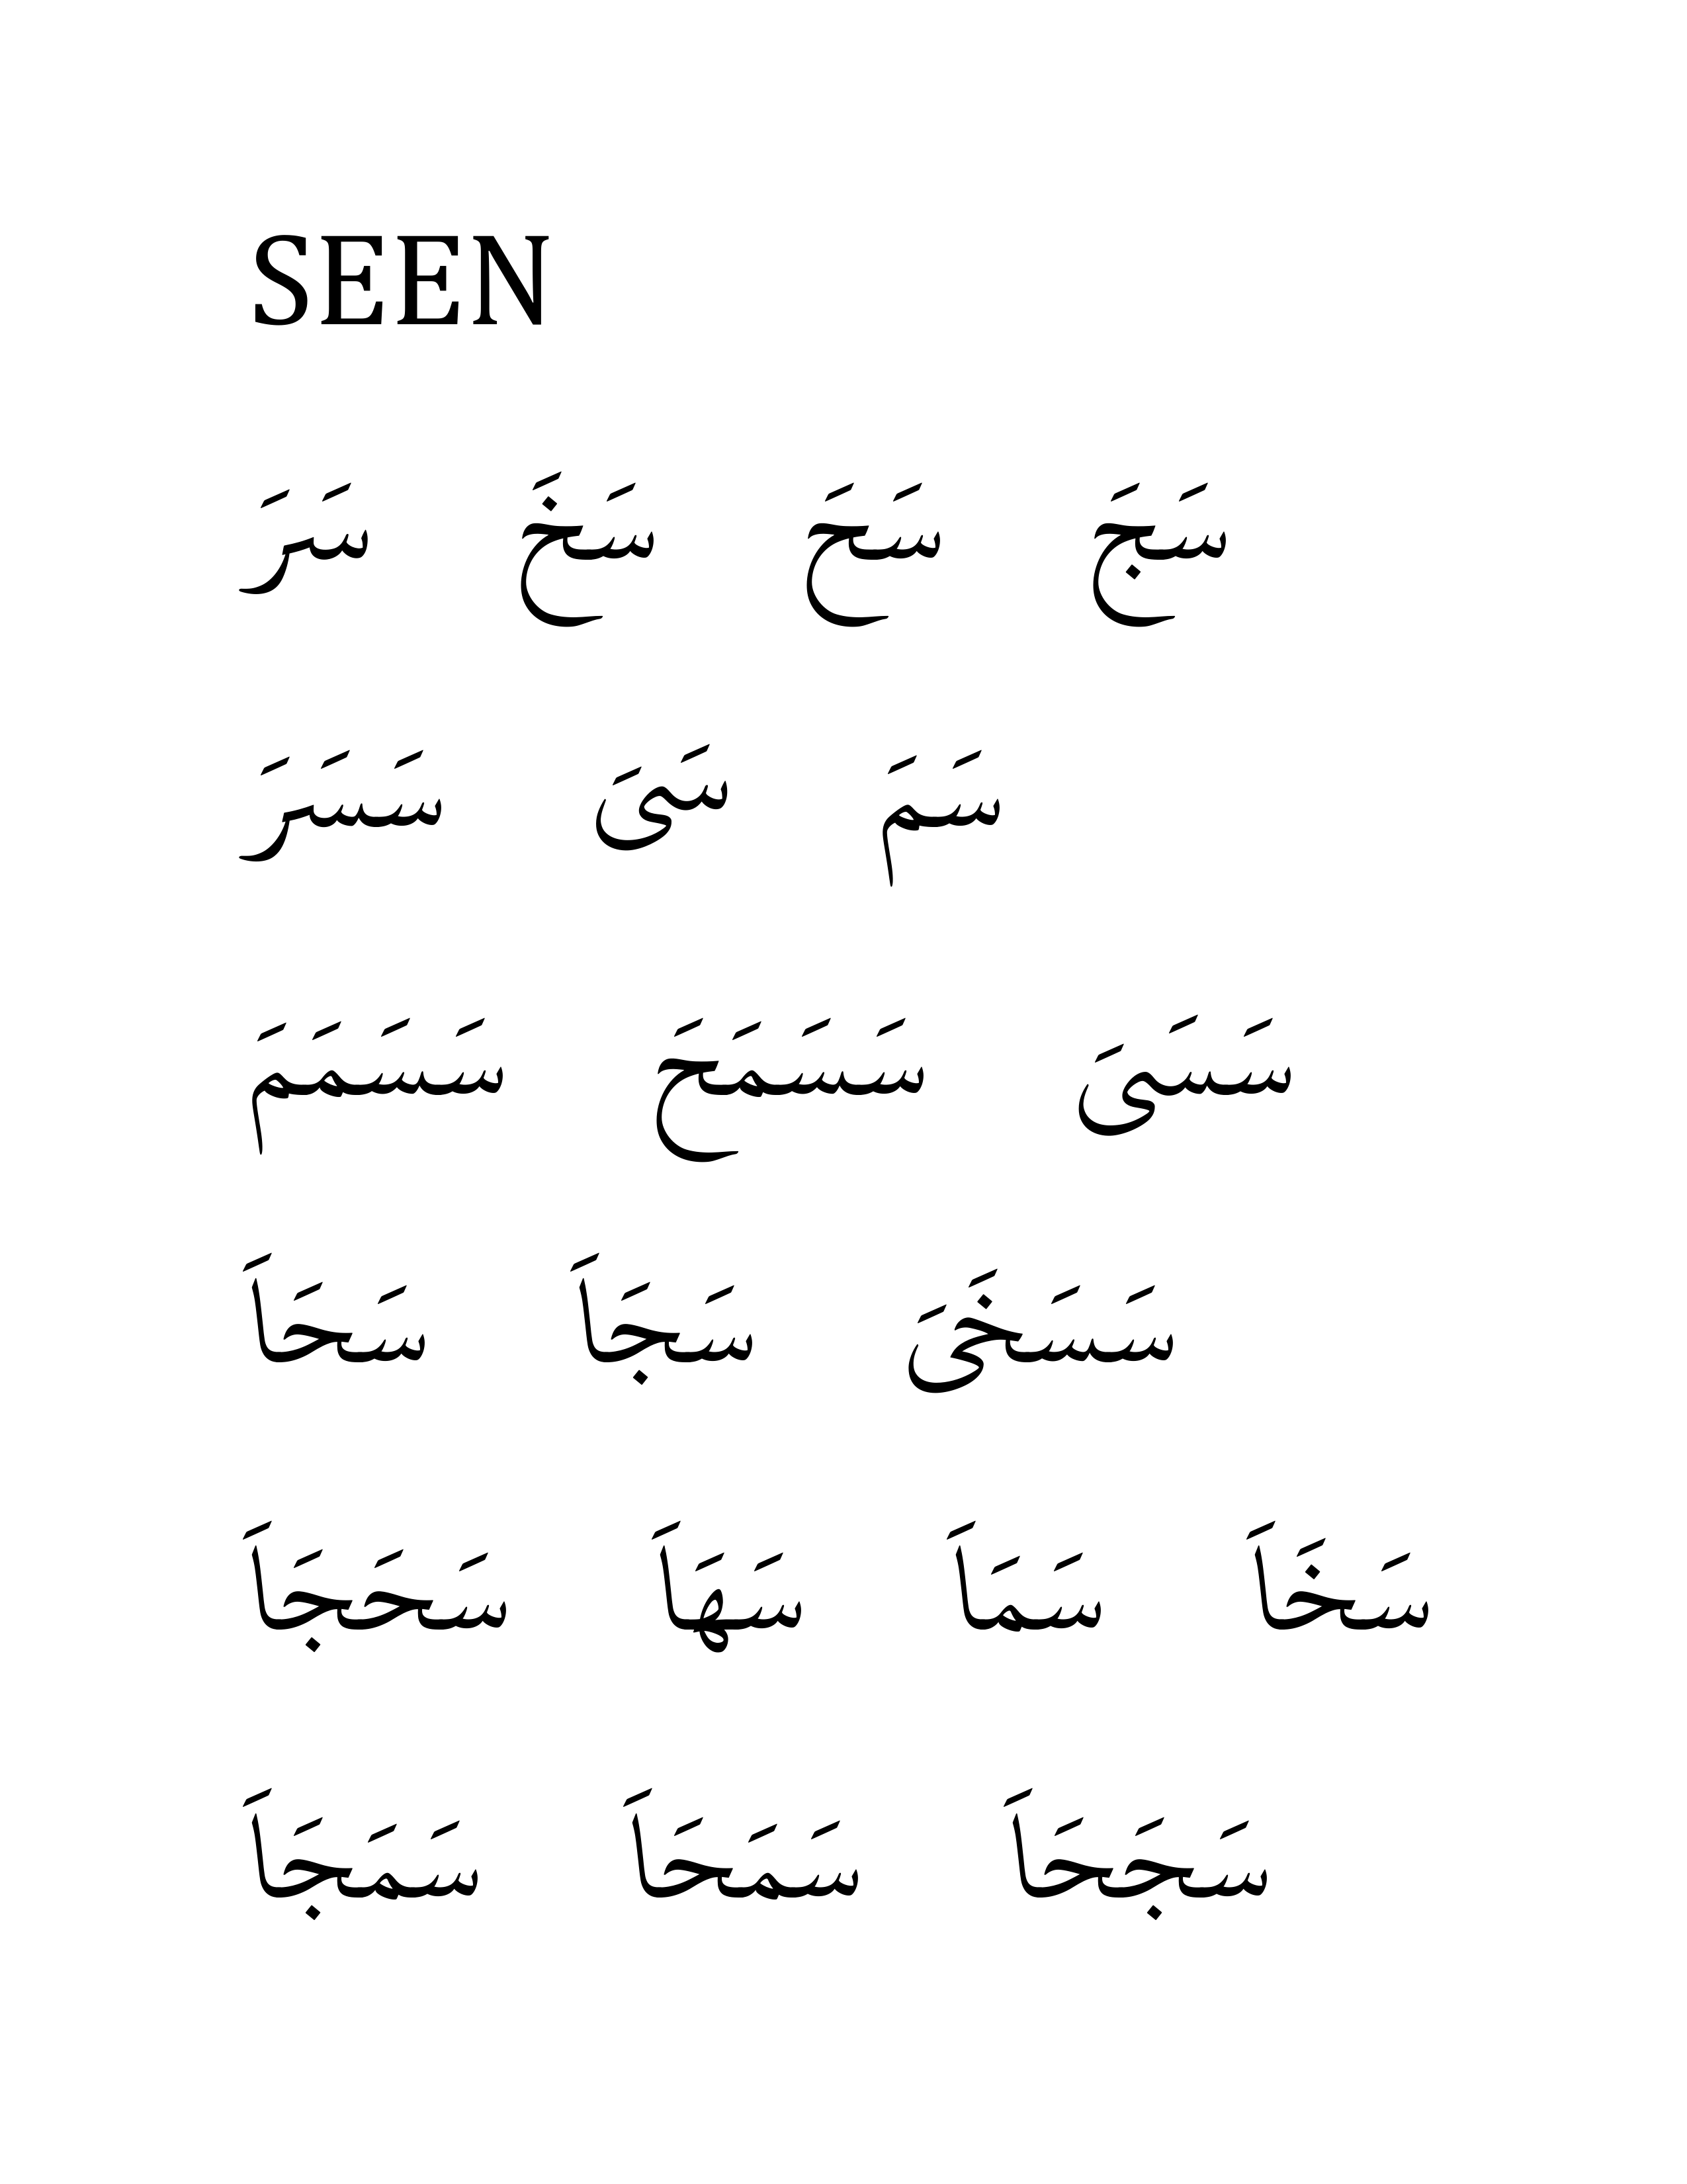 SEEN
سَجَ سَحَ سَخَ سَرَ
سَمَ سَىَ سَسَرَ
سَسَىَ سَسَمَحَ سَسَمَمَ
سَسَخَىَ سَجَاَ سَحَاَ
سَخَاَ سَمَاَ سَهَاَ سَحَجَاَ
سَجَحَاَ سَمَحَاَ سَمَجَاَ